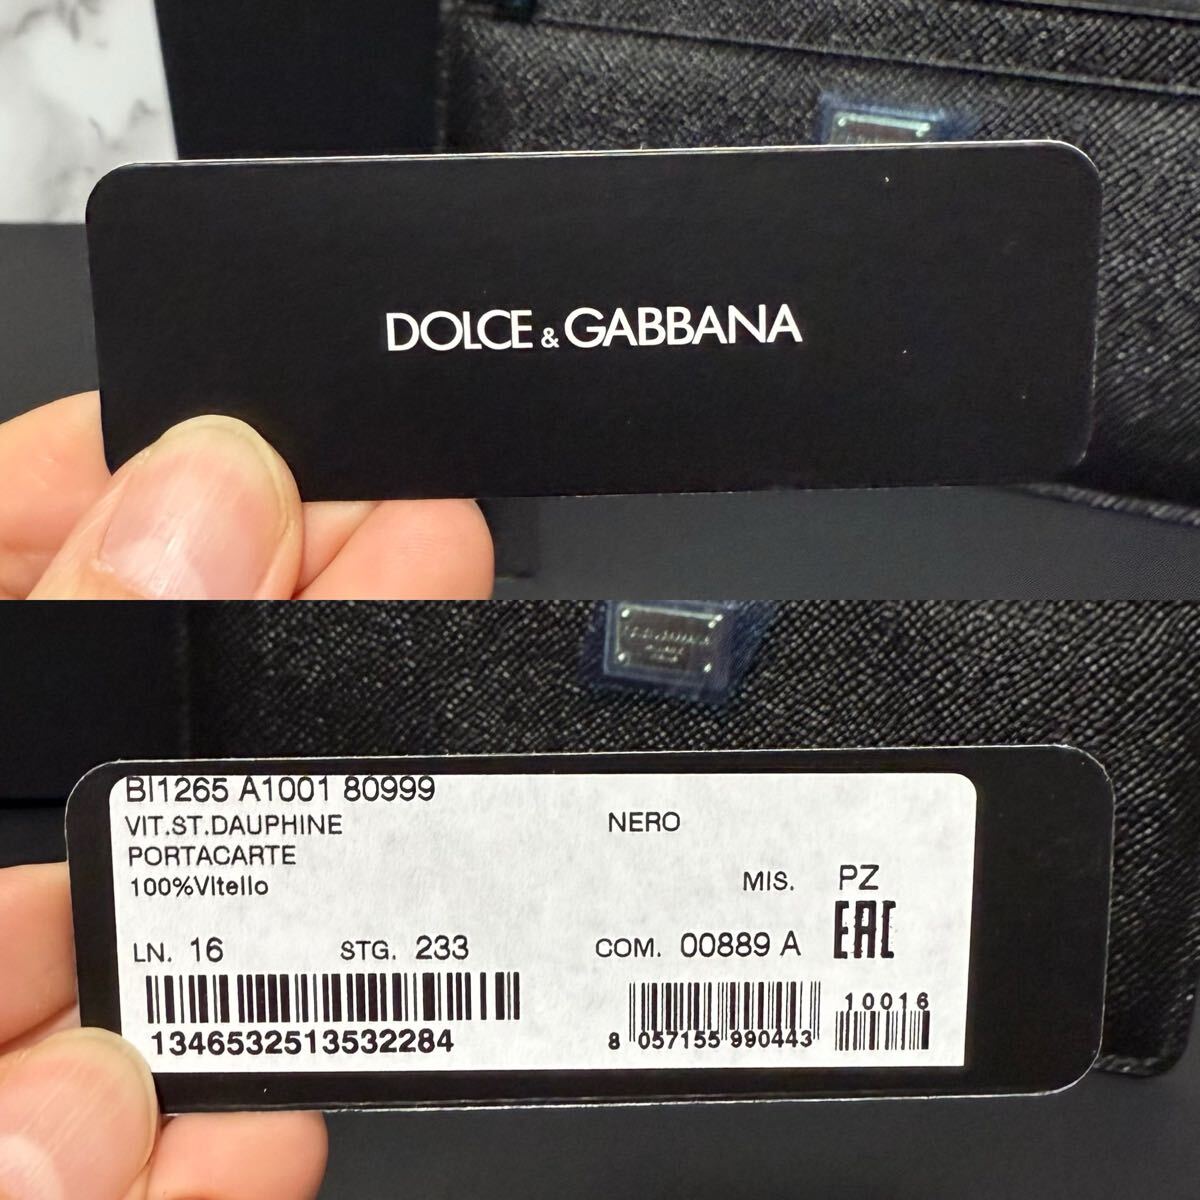 DOLCE & GABBANA
BI1265 A1001 80999
VIT.ST.DAUPHINE
NERO
PORTACARTE
100%Vitello
MIS. PZ
EAC
LN. 16 STG. 233 COM. 00889 A
10016
1346532513532284
8 057155 990443